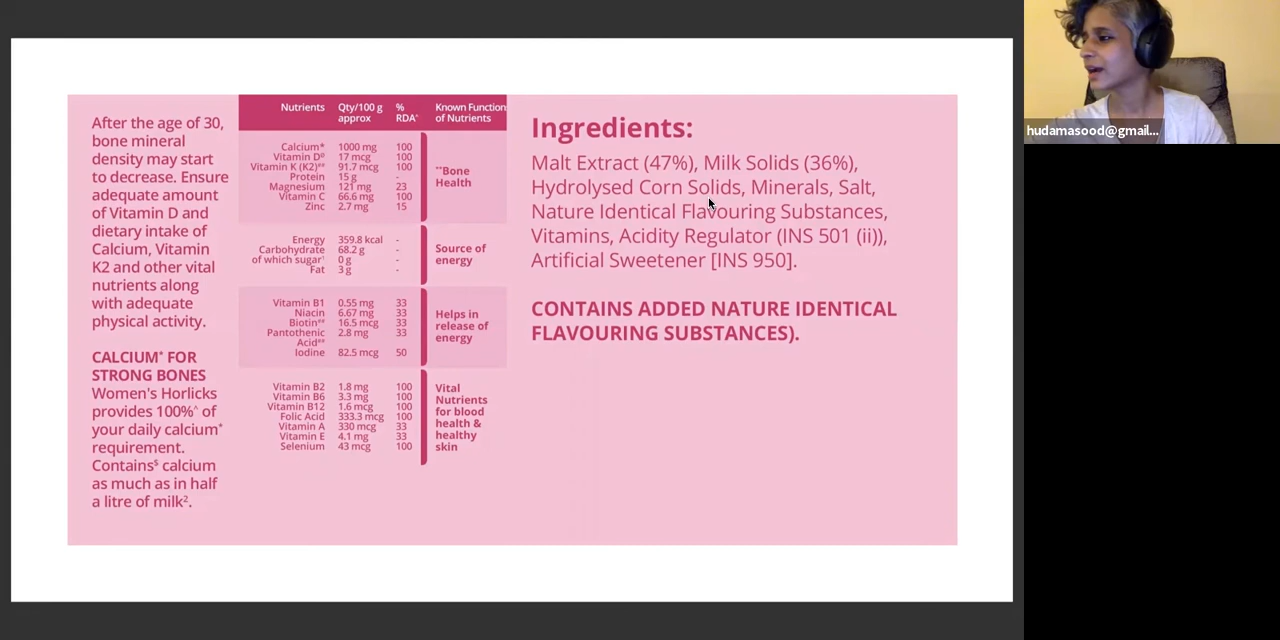 After the age of 30,
bone mineral
density may start
to decrease. Ensure
adequate amount
of Vitamin D and
dietary intake of
Calcium, Vitamin
K2 and other vital
nutrients along
with adequate
physical activity.
CALCIUM* FOR
STRONG BONES
Women's Horlicks
provides 100%^ of
your daily calcium*
requirement.
Contains$ calcium
as much as in half
a litre of milk².
Nutrients Qty/100 g approx % RDA^ Known Function of Nutrients
Calcium* 1000 mg 100
Vitamin D@ 17 mcg 100
Vitamin K (K2)## 91.7 mcg 100
Protein 15 g -
Magnesium 121 mg 23
Vitamin C 66.6 mg 100
Zinc 2.7 mg 15
**Bone
Health
Energy 359.8 kcal -
Carbohydrate 68.2 g -
of which sugar 0 g -
Fat 3 g -
Source of
energy
Vitamin B1 0.55 mg 33
Niacin 6.67 mg 33
Biotin## 16.5 mcg 33
Pantothenic 2.8 mg 33
Acid##
Iodine 82.5 mcg 50
Helps in
release of
energy
Vitamin B2 1.8 mg 100
Vitamin B6 3.3 mg 100
Vitamin B12 1.6 mcg 100
Folic Acid 333.3 mcg 100
Vitamin A 330 mcg 33
Vitamin E 4.1 mg 33
Selenium 43 mcg 100
Vital
Nutrients
for blood
health &
healthy
skin
Ingredients:
Malt Extract (47%), Milk Solids (36%),
Hydrolysed Corn Solids, Minerals, Salt,
Nature Identical Flavouring Substances,
Vitamins, Acidity Regulator (INS 501 (ii)),
Artificial Sweetener [INS 950].
CONTAINS ADDED NATURE IDENTICAL
FLAVOURING SUBSTANCES).
hudamasood@gmail...